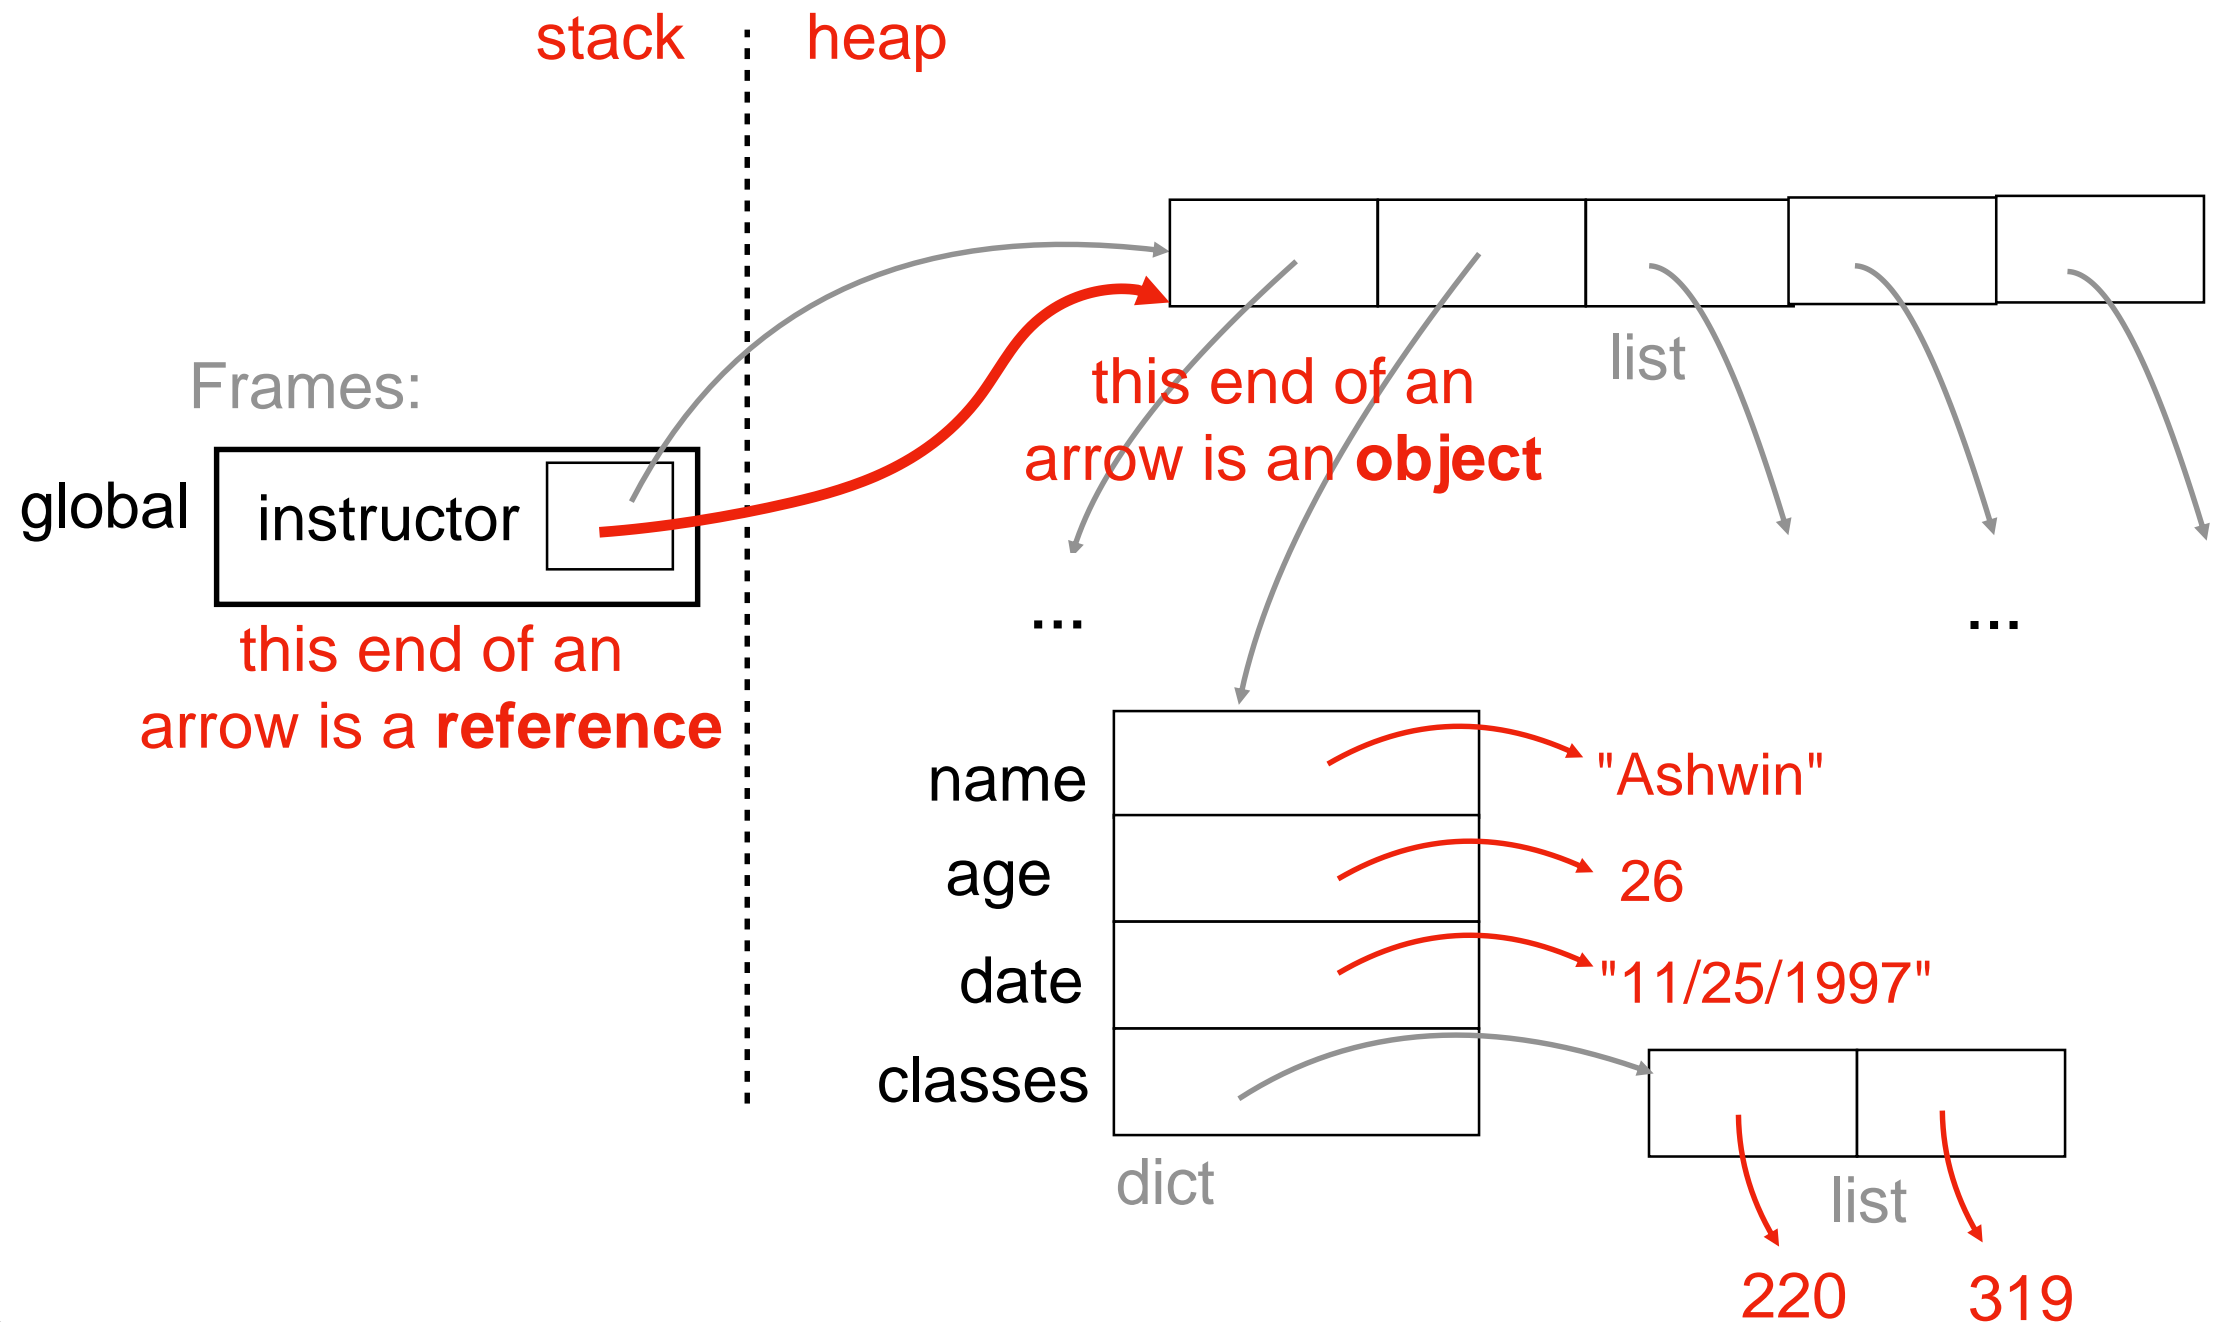 stack
heap
list
Frames:
this end of an
arrow is an object
global
instructor
...
...
this end of an
arrow is a reference
name
"Ashwin"
age
26
date
"11/25/1997"
classes
dict
list
220
319